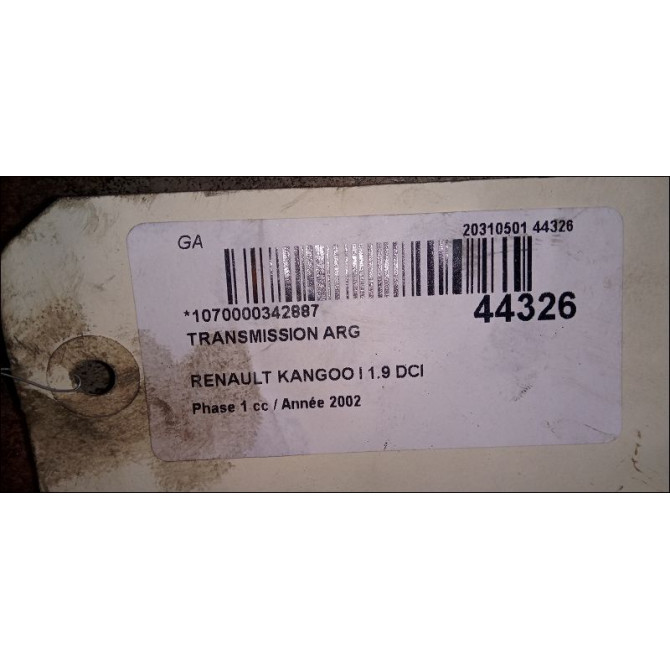 GA
20310501 44326
*1070000342887
44326
TRANSMISSION ARG
RENAULT KANGOO I 1.9 DCI
Phase 1 cc / Année 2002